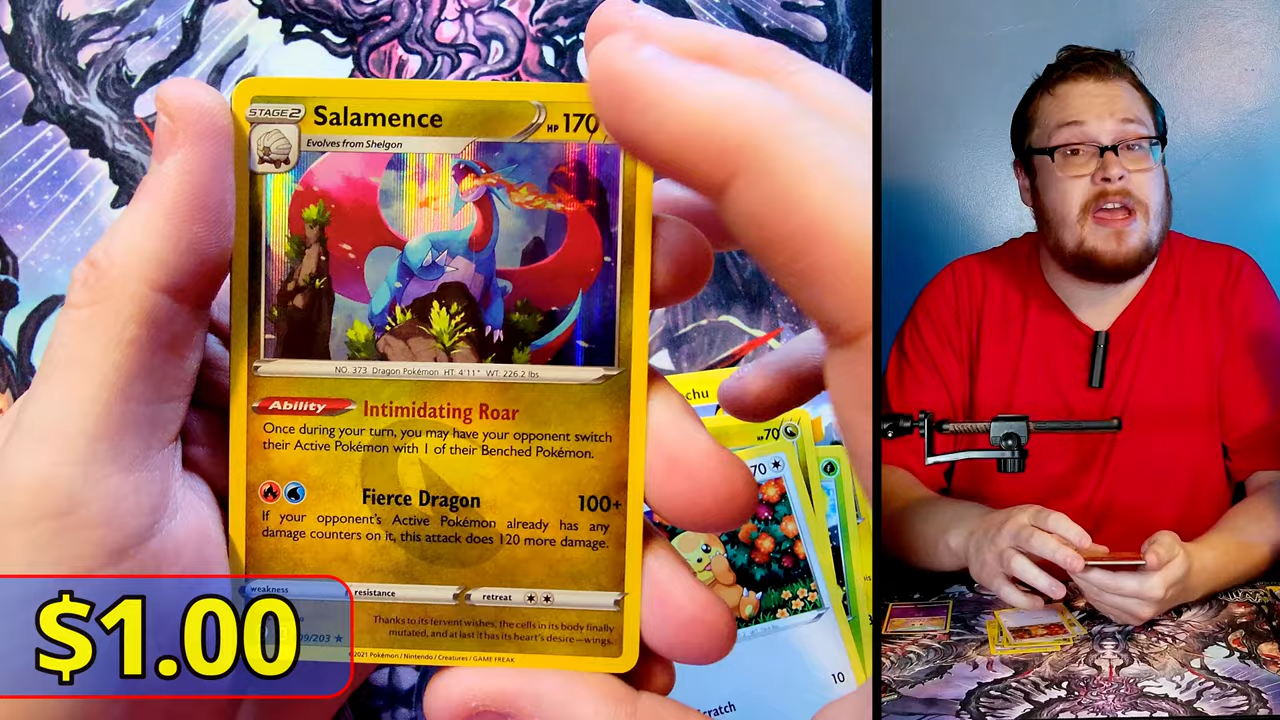 STAGE2
Salamence
HP 170
Evolves from Shelgon
NO. 373 Dragon Pokémon HT: 4'11" WT: 226.2 lbs.
Ability Intimidating Roar
Once during your turn, you may have your opponent switch
their Active Pokémon with 1 of their Benched Pokémon.
Fierce Dragon 100+
If your opponent's Active Pokémon already has any
damage counters on it, this attack does 120 more damage.
weakness resistance retreat
Thanks to its fervent wishes, the cells in its body finally
mutated, and at last it has its heart's desire—wings.
09/203
©2021 Pokémon / Nintendo / Creatures / GAME FREAK
$1.00
chu
HP 70
70
10
cratch